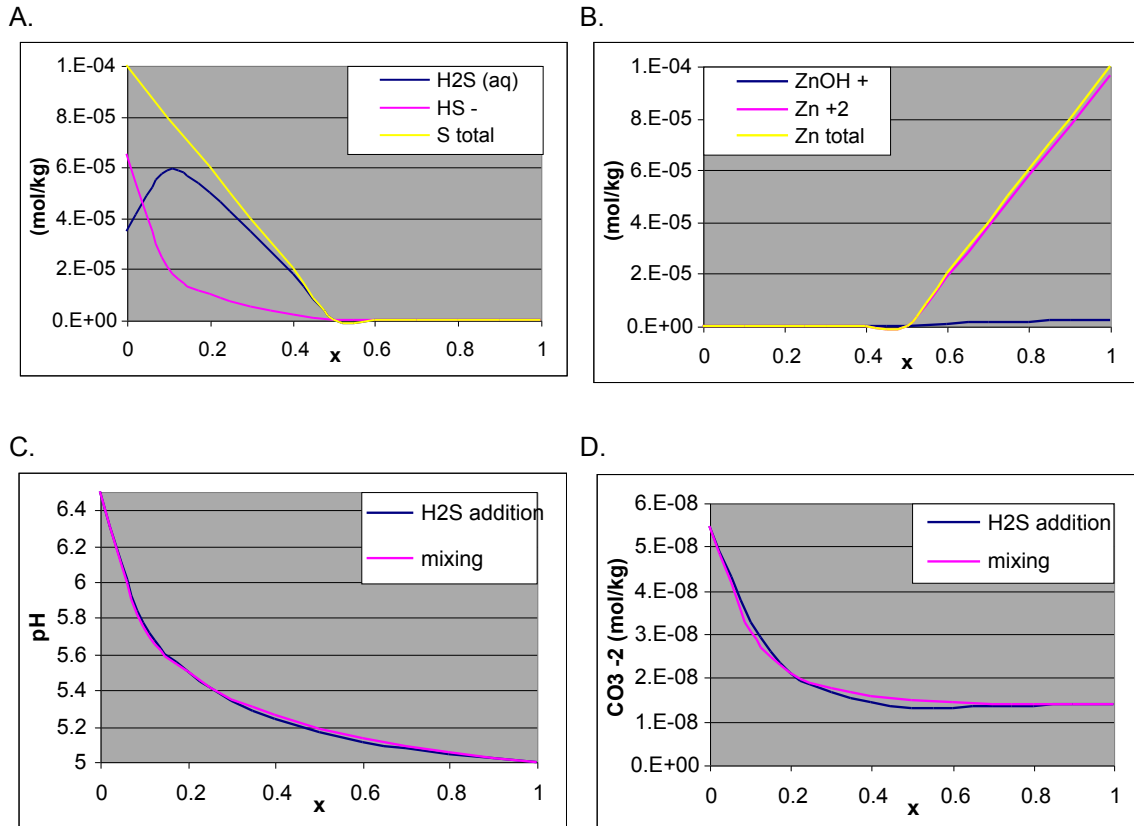 A.
1.E-04
8.E-05
6.E-05
4.E-05
2.E-05
0.E+00
(mol/kg)
H2S (aq)
HS -
S total
0 0.2 0.4 0.6 0.8 1
x
B.
1.E-04
8.E-05
6.E-05
4.E-05
2.E-05
0.E+00
(mol/kg)
ZnOH +
Zn +2
Zn total
0 0.2 0.4 0.6 0.8 1
x
C.
6.4
6.2
6
5.8
5.6
5.4
5.2
5
pH
H2S addition
mixing
0 0.2 0.4 0.6 0.8 1
x
D.
6.E-08
5.E-08
4.E-08
3.E-08
2.E-08
1.E-08
0.E+00
CO3 -2 (mol/kg)
H2S addition
mixing
0 0.2 0.4 0.6 0.8 1
x